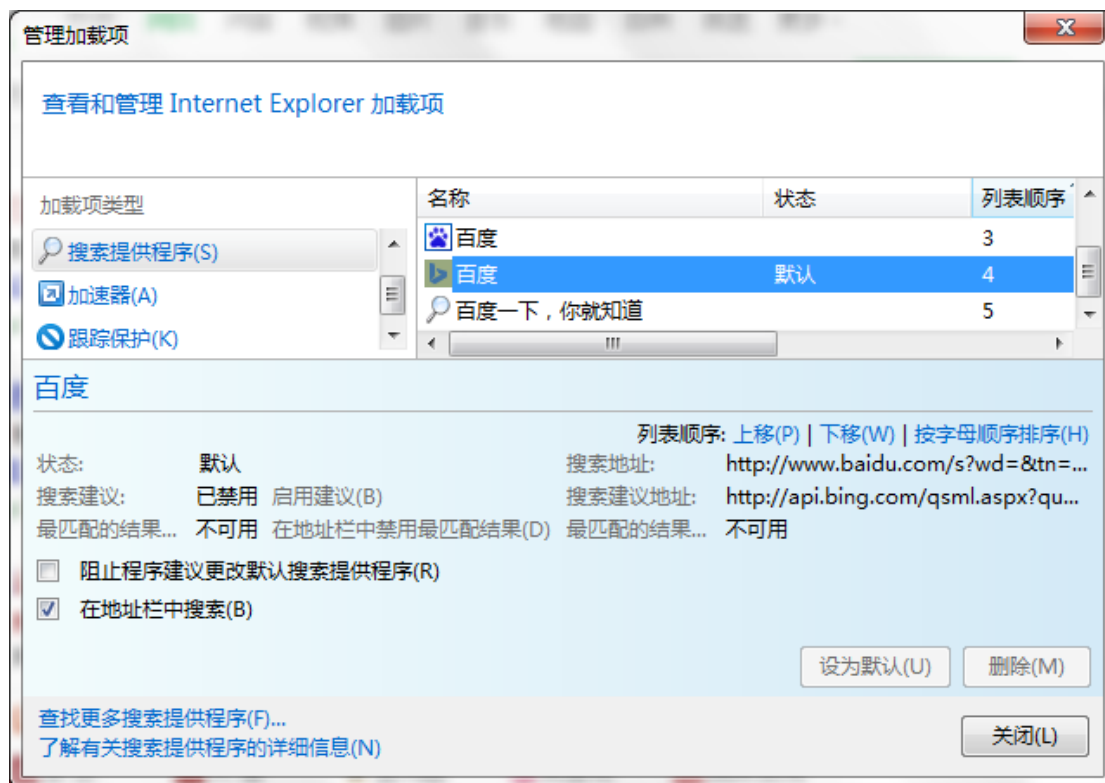 管理加载项
查看和管理 Internet Explorer 加载项
加载项类型
搜索提供程序(S)
加速器(A)
跟踪保护(K)
名称 状态 列表顺序
百度 3
百度 默认 4
百度一下，你就知道 5
百度
列表顺序: 上移(P) | 下移(W) | 按字母顺序排序(H)
状态: 默认 搜索地址: http://www.baidu.com/s?wd=&tn=...
搜索建议: 已禁用 启用建议(B) 搜索建议地址: http://api.bing.com/qsml.aspx?qu...
最匹配的结果... 不可用 在地址栏中禁用最匹配结果(D) 最匹配的结果... 不可用
阻止程序建议更改默认搜索提供程序(R)
在地址栏中搜索(B)
设为默认(U) 删除(M)
查找更多搜索提供程序(F)...
了解有关搜索提供程序的详细信息(N)
关闭(L)